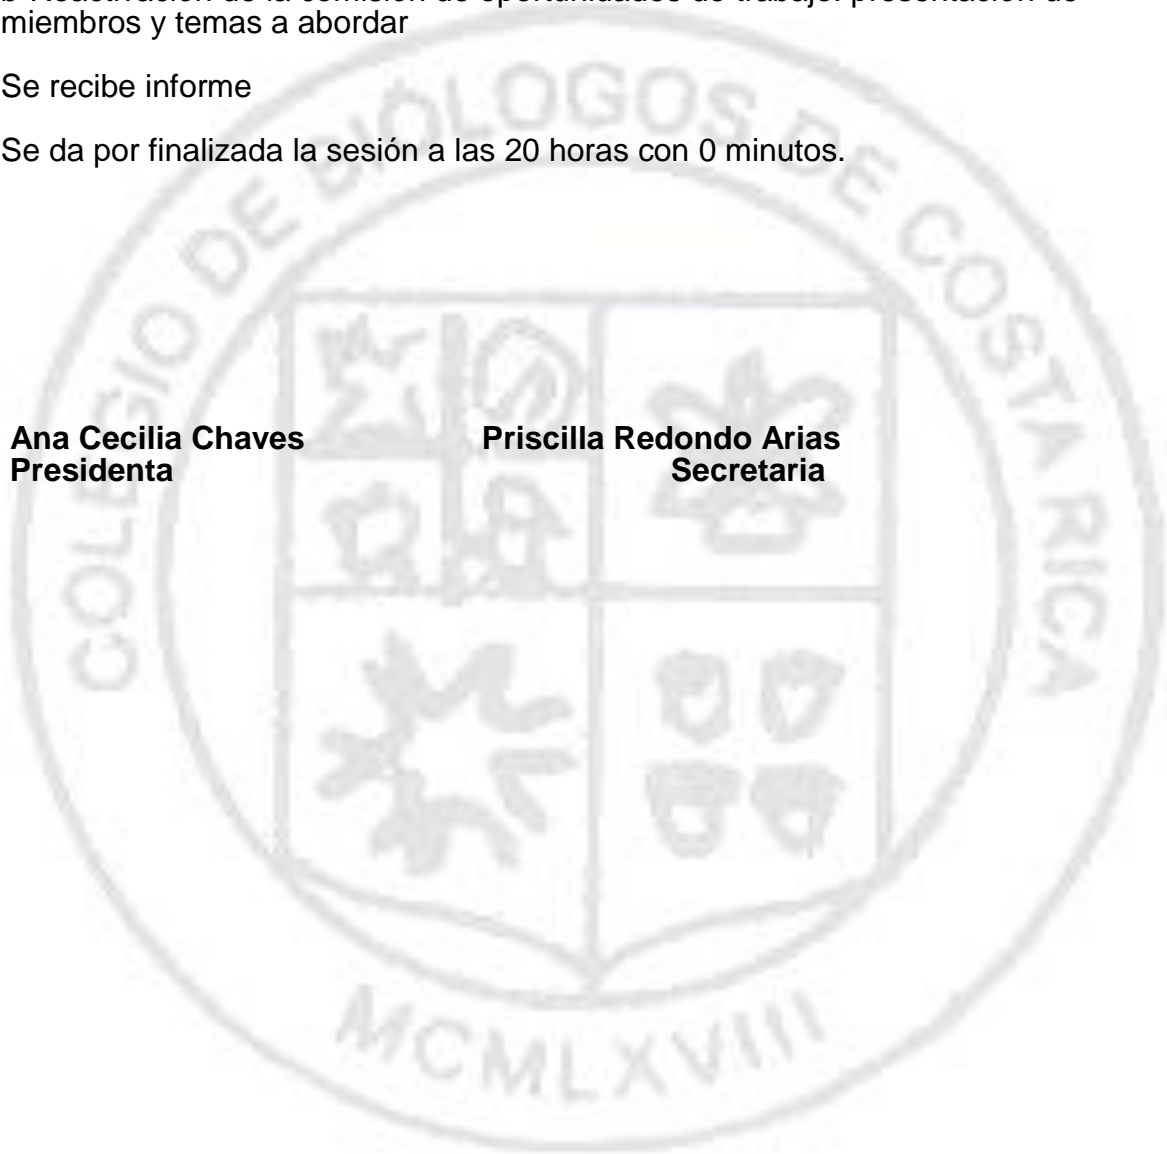 b Reactivación de la comisión de oportunidades de trabajo: presentación de
miembros y temas a abordar
Se recibe informe
Se da por finalizada la sesión a las 20 horas con 0 minutos.
COLEGIO DE BIÓLOGOS DE COSTA RICA
Ana Cecilia Chaves Priscilla Redondo Arias
Presidenta Secretaria
MCMLXVIII